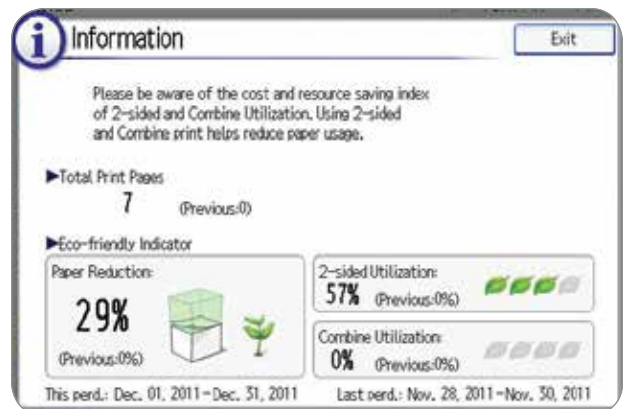 i Information
Exit
Please be aware of the cost and resource saving index
of 2-sided and Combine Utilization. Using 2-sided
and Combine print helps reduce paper usage.
►Total Print Pages
7 (Previous:0)
►Eco-friendly Indicator
Paper Reduction:
29%
(Previous:0%)
2-sided Utilization:
57% (Previous:0%)
Combine Utilization:
0% (Previous:0%)
This perd.: Dec. 01, 2011-Dec. 31, 2011
Last perd.: Nov. 28, 2011-Nov. 30, 2011